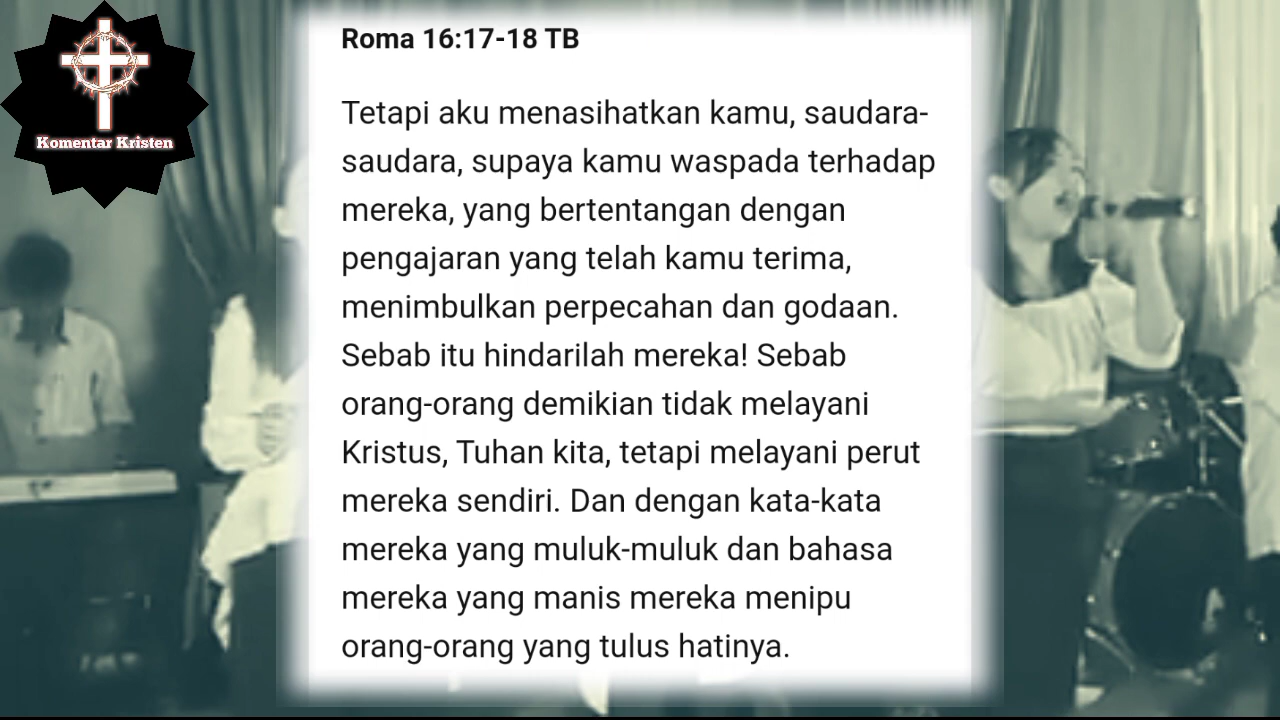 Komentar Kristen
Roma 16:17-18 TB
Tetapi aku menasihatkan kamu, saudara-
saudara, supaya kamu waspada terhadap
mereka, yang bertentangan dengan
pengajaran yang telah kamu terima,
menimbulkan perpecahan dan godaan.
Sebab itu hindarilah mereka! Sebab
orang-orang demikian tidak melayani
Kristus, Tuhan kita, tetapi melayani perut
mereka sendiri. Dan dengan kata-kata
mereka yang muluk-muluk dan bahasa
mereka yang manis mereka menipu
orang-orang yang tulus hatinya.